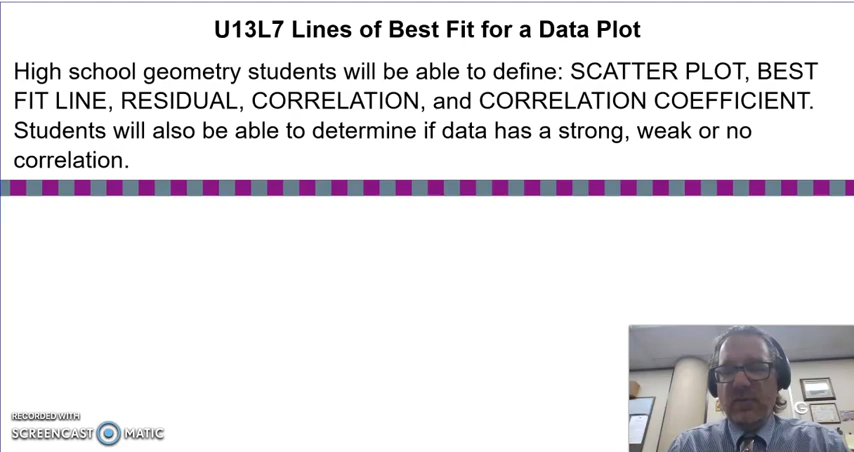 U13L7 Lines of Best Fit for a Data Plot
High school geometry students will be able to define: SCATTER PLOT, BEST
FIT LINE, RESIDUAL, CORRELATION, and CORRELATION COEFFICIENT.
Students will also be able to determine if data has a strong, weak or no
correlation.
RECORDED WITH
SCREENCAST MATIC